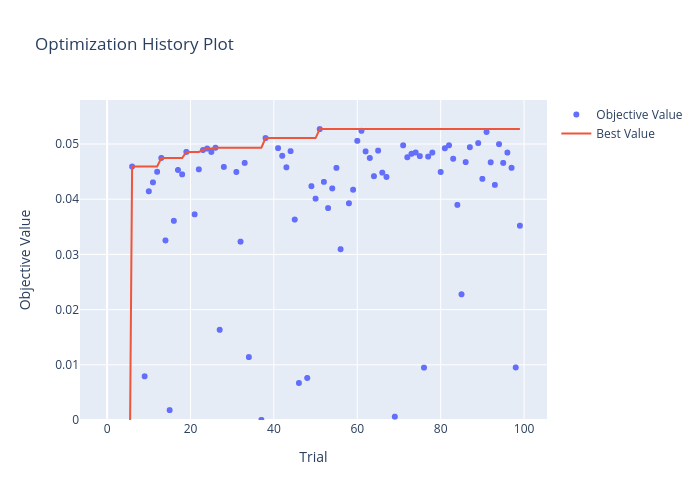 Optimization History Plot
Objective Value
Best Value
0.05
0.04
0.03
0.02
0.01
0
0
20
40
60
80
100
Trial
Objective Value